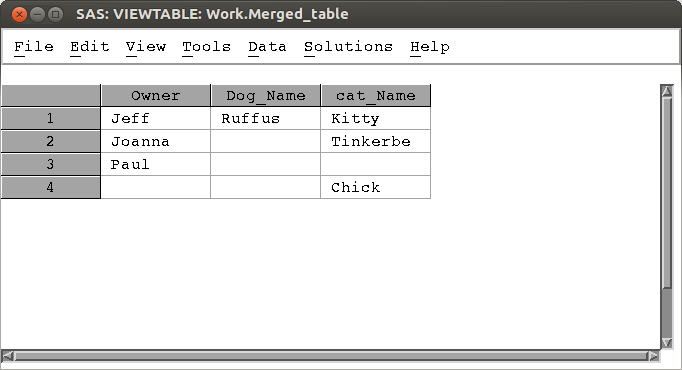 SAS: VIEWTABLE: Work.Merged_table
File Edit View Tools Data Solutions Help
Owner Dog_Name cat_Name
1 Jeff Ruffus Kitty
2 Joanna Tinkerbe
3 Paul
4 Chick